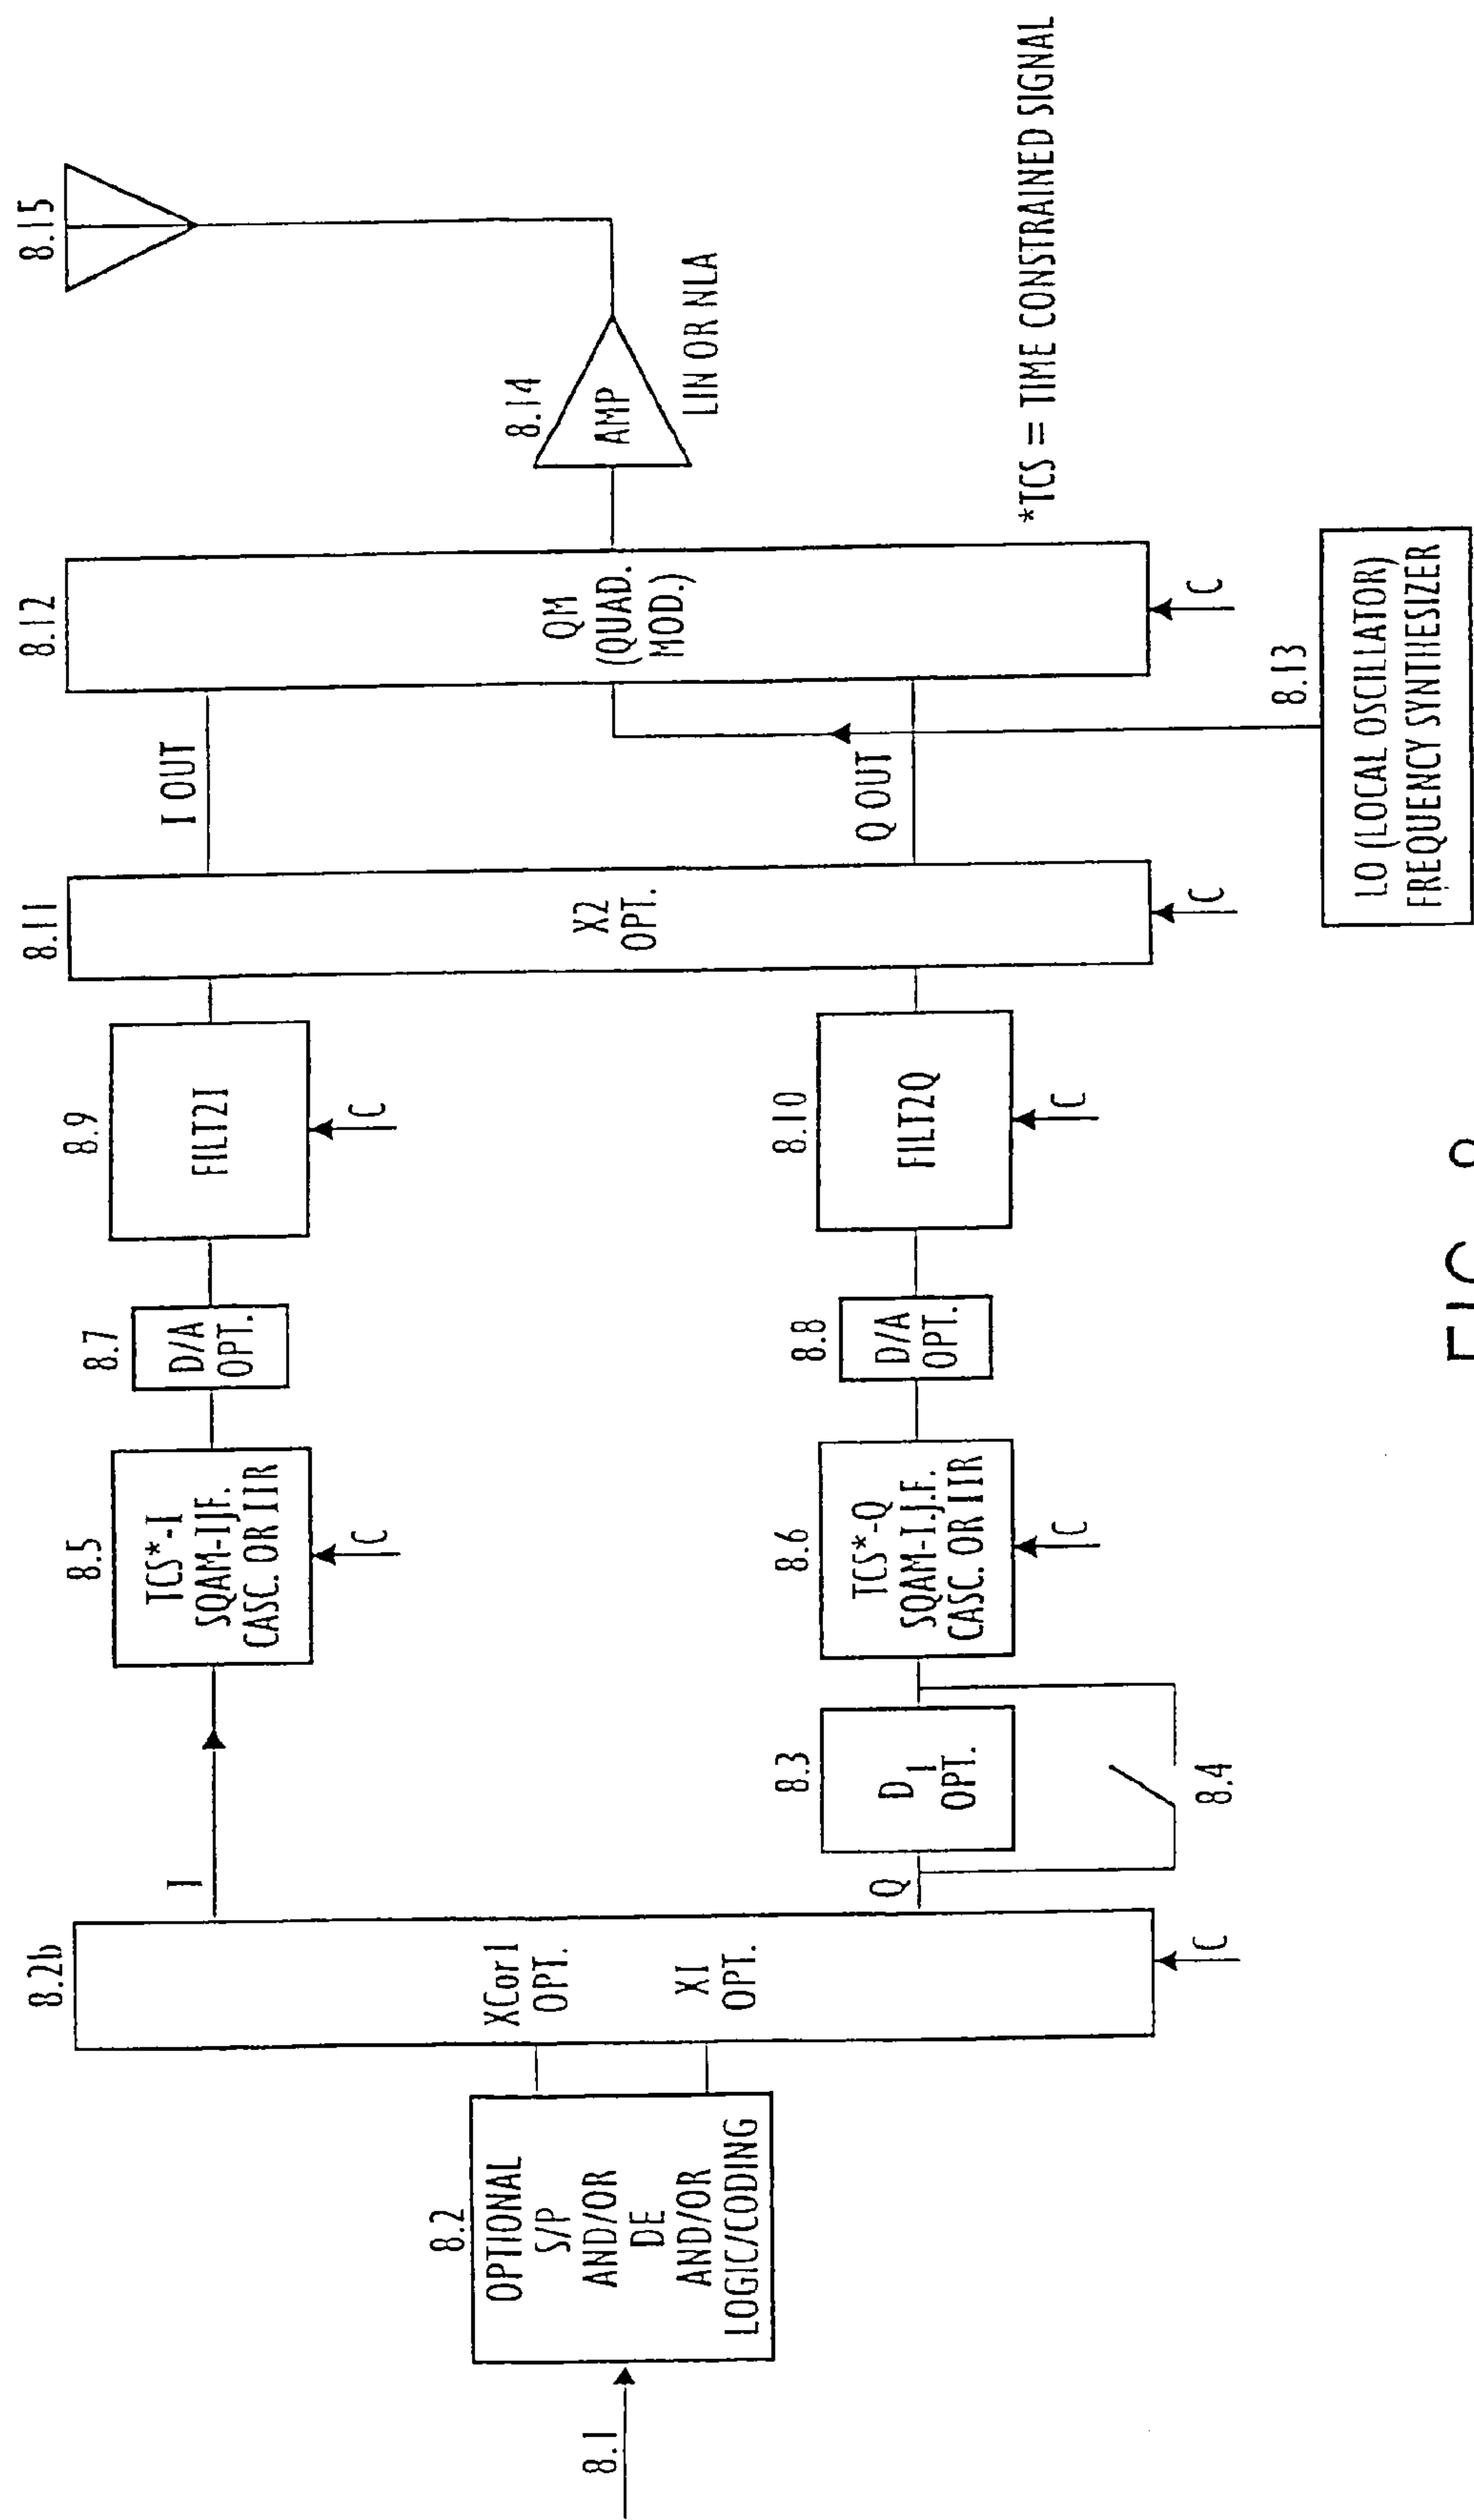 8.1
8.2
OPTIONAL
S/P
AND/OR
DE
AND/OR
LOGIC/CODING
8.2b
XCor1
OPT.
X1
OPT.
C
I
Q
8.3
D1
OPT.
8.4
8.5
TCS*-I
SQAM-IJF.
CASC. OR IIR
C
8.6
TCS*-Q
SQAM-I.J.F.
CASC. OR IIR
C
8.7
D/A
OPT.
8.8
D/A
OPT.
8.9
FILT2I
C
8.10
FILT2Q
C
8.11
X2
OPT.
C
I OUT
Q OUT
8.12
QM
(QUAD.
MOD.)
C
8.13
LO (LOCAL OSCILLATOR)
FREQUENCY SYNTHESIZER
8.14
AMP
LIN OR NLA
8.15
*TCS = TIME CONSTRAINED SIGNAL